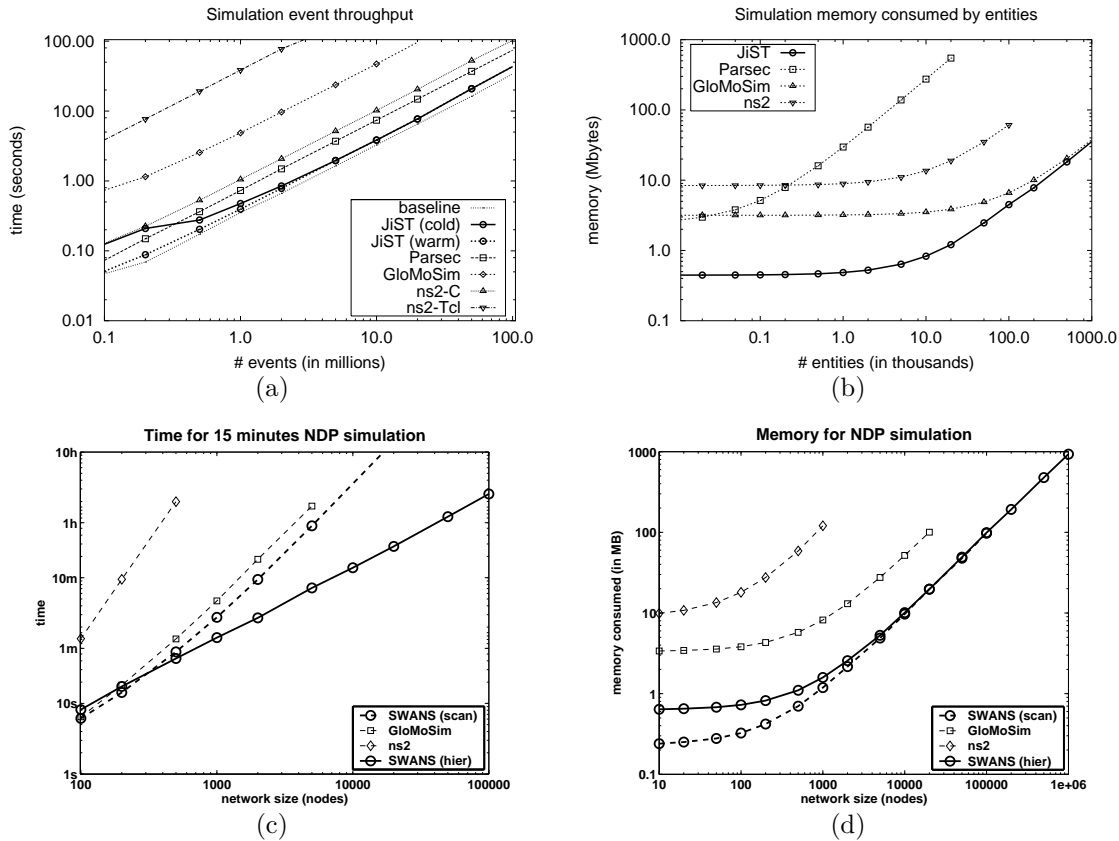 Simulation event throughput
100.00
10.00
1.00
0.10
0.01
time (seconds)
0.1
1.0
10.0
100.0
# events (in millions)
baseline
JiST (cold)
JiST (warm)
Parsec
GloMoSim
ns2-C
ns2-Tcl
(a)
Simulation memory consumed by entities
1000.0
100.0
10.0
1.0
0.1
memory (Mbytes)
0.1
1.0
10.0
100.0
1000.0
# entities (in thousands)
JiST
Parsec
GloMoSim
ns2
(b)
Time for 15 minutes NDP simulation
10h
1h
10m
1m
10s
1s
time
100
1000
10000
100000
network size (nodes)
SWANS (scan)
GloMoSim
ns2
SWANS (hier)
(c)
Memory for NDP simulation
1000
100
10
1
0.1
memory consumed (in MB)
10
100
1000
10000
100000
1e+06
network size (nodes)
SWANS (scan)
GloMoSim
ns2
SWANS (hier)
(d)